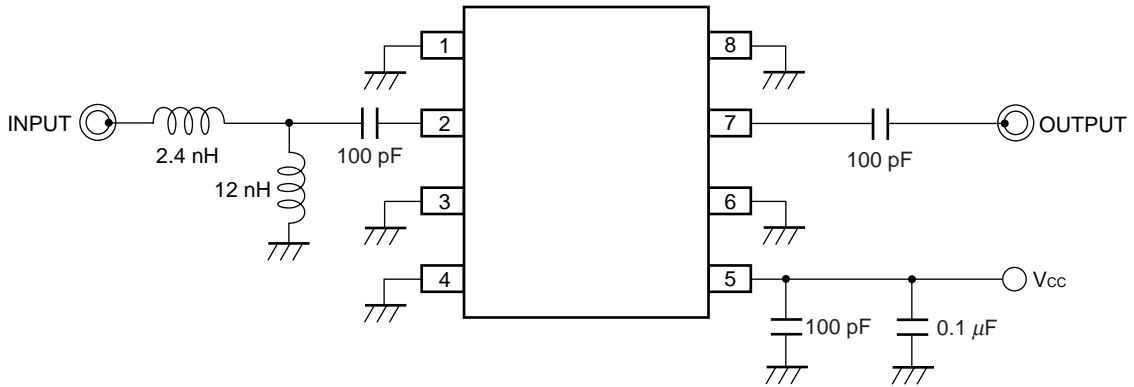 1
8
INPUT
2
7
OUTPUT
2.4 nH
100 pF
100 pF
12 nH
3
6
4
5
VCC
100 pF
0.1 μF